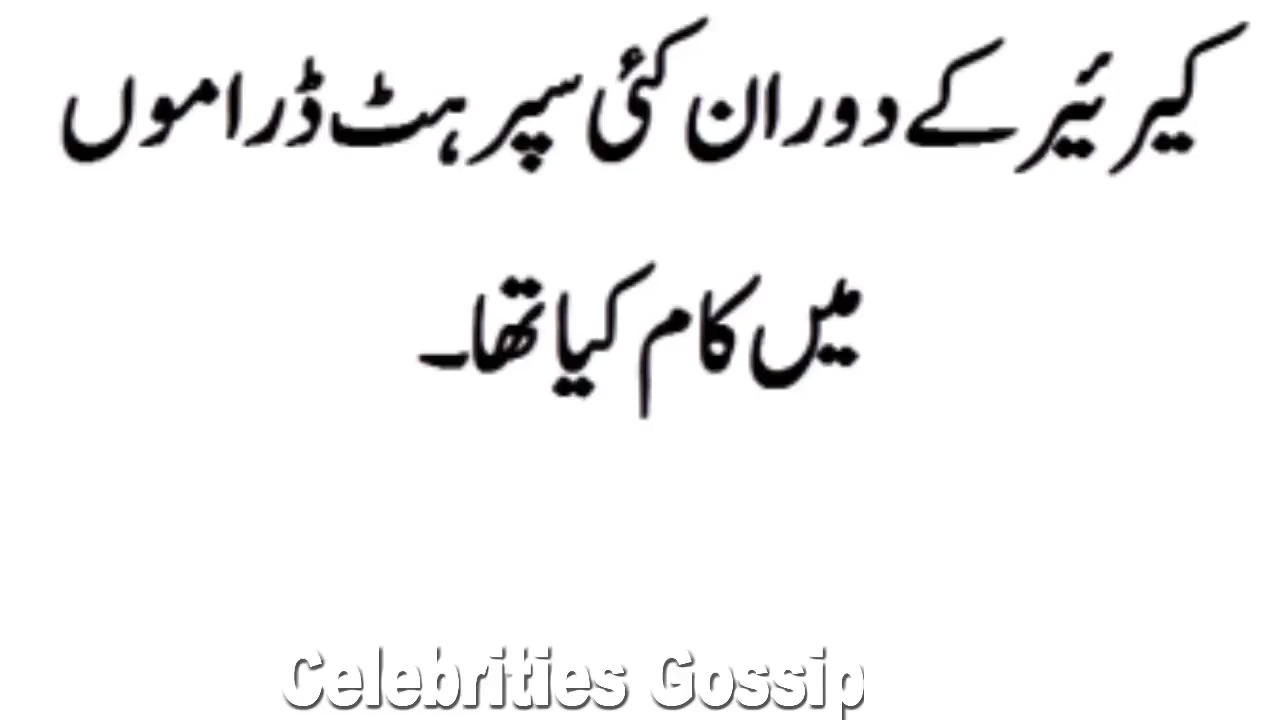 کیرئیر کے دوران کئی سپر ہٹ ڈراموں
میں کام کیا تھا۔
Celebrities Gossip